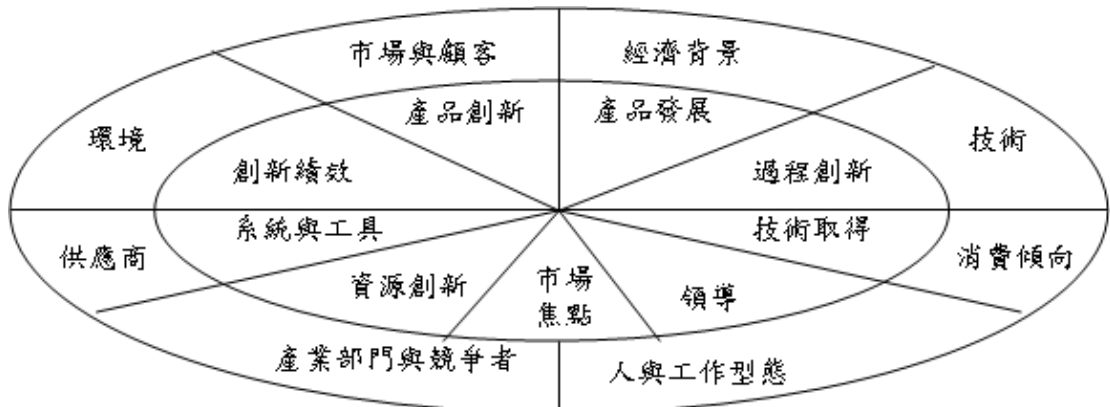 市場與顧客
經濟背景
產品創新
產品發展
環境
技術
創新績效
過程創新
系統與工具
技術取得
供應商
消費傾向
資源創新
市場
焦點
領導
產業部門與競爭者
人與工作型態